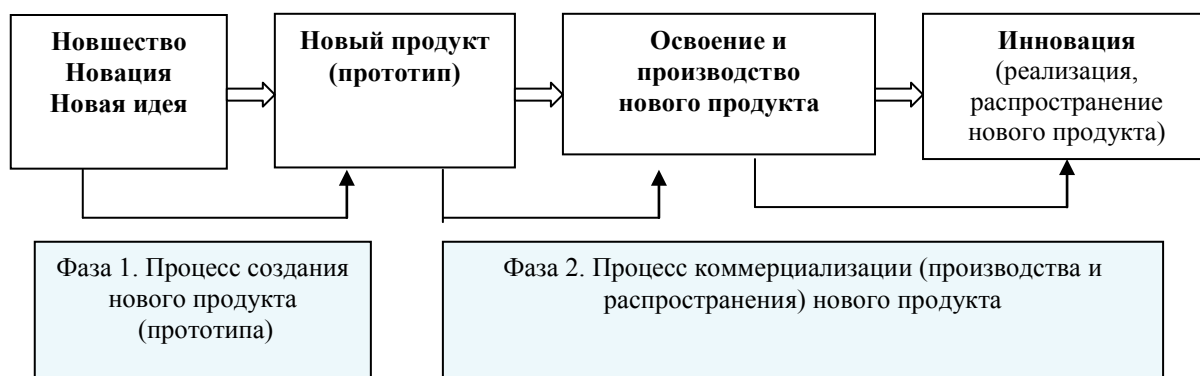 Новшество
Новация
Новая идея
Новый продукт
(прототип)
Освоение и
производство
нового продукта
Инновация
(реализация,
распространение
нового продукта)
Фаза 1. Процесс создания
нового продукта
(прототипа)
Фаза 2. Процесс коммерциализации (производства и
распространения) нового продукта